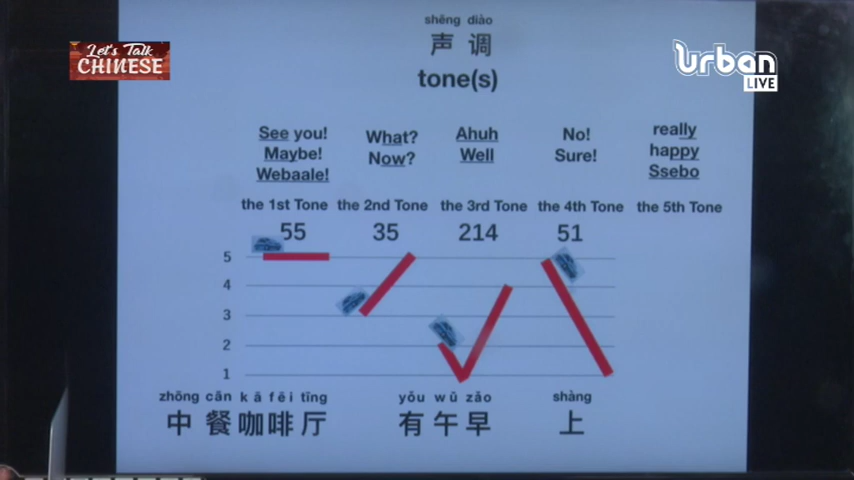 shēng diào
声 调
tone(s)
Let's Talk
CHINESE
urban
LIVE
See you!
Maybe!
Webaale!
What?
Now?
Ahuh
Well
No!
Sure!
really
happy
Ssebo
the 1st Tone the 2nd Tone the 3rd Tone the 4th Tone the 5th Tone
55 35 214 51
5
4
3
2
1
zhōng cān kā fēi tīng yǒu wǔ zǎo shàng
中 餐 咖 啡 厅 有 午 早 上